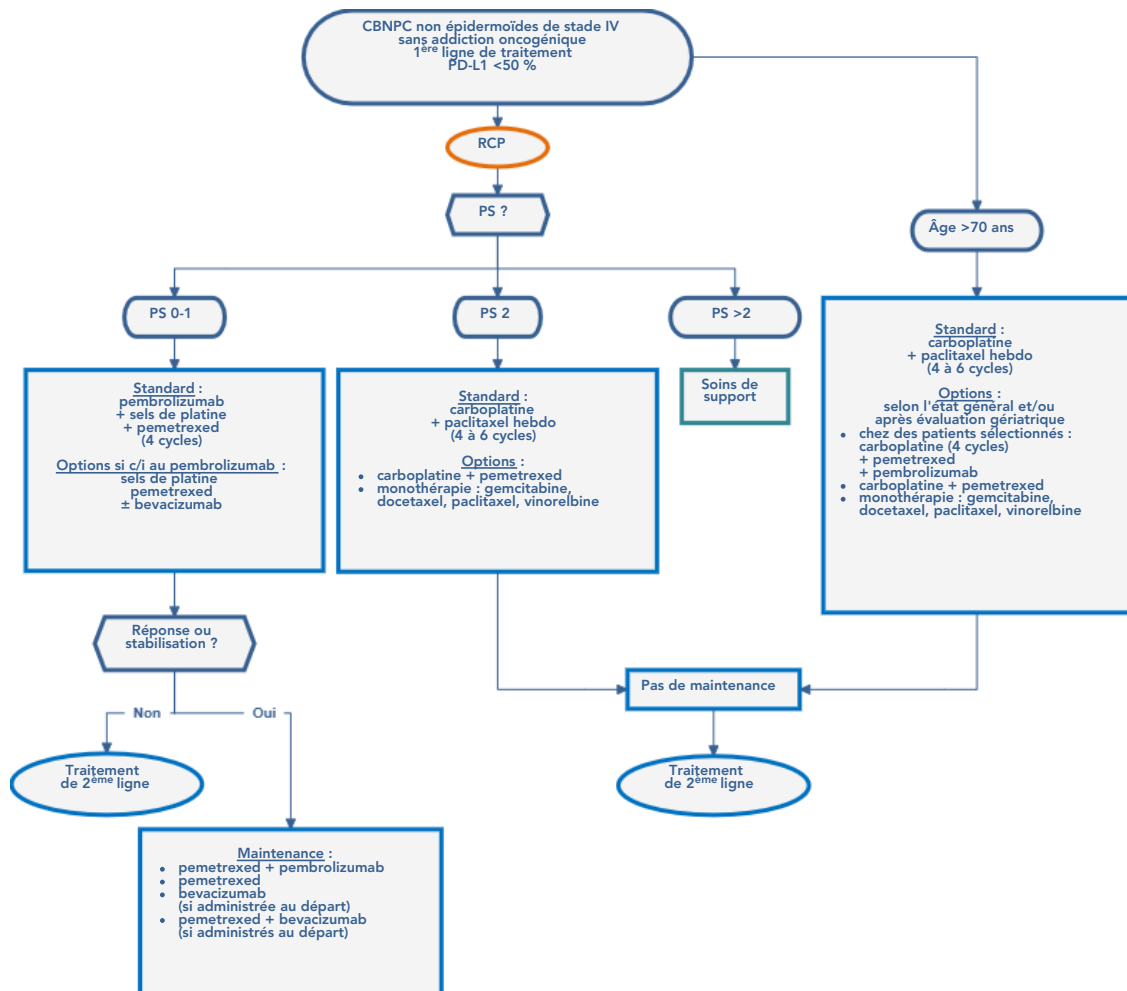 CBNPC non épidermoïdes de stade IV
sans addiction oncogénique
1ère ligne de traitement
PD-L1 <50 %
RCP
PS ?
Âge >70 ans
PS 0-1
PS 2
PS >2
Standard :
pembrolizumab
+ sels de platine
+ pemetrexed
(4 cycles)
Options si c/i au pembrolizumab :
sels de platine
pemetrexed
± bevacizumab
Standard :
carboplatine
+ paclitaxel hebdo
(4 à 6 cycles)
Options :
• carboplatine + pemetrexed
• monothérapie : gemcitabine,
docetaxel, paclitaxel, vinorelbine
Soins de
support
Standard :
carboplatine
+ paclitaxel hebdo
(4 à 6 cycles)
Options :
selon l'état général et/ou
après évaluation gériatrique
• chez des patients sélectionnés :
carboplatine (4 cycles)
+ pemetrexed
+ pembrolizumab
• carboplatine + pemetrexed
• monothérapie : gemcitabine,
docetaxel, paclitaxel, vinorelbine
Réponse ou
stabilisation ?
Pas de maintenance
Non
Oui
Traitement
de 2ème ligne
Traitement
de 2ème ligne
Maintenance :
• pemetrexed + pembrolizumab
• pemetrexed
• bevacizumab
(si administrée au départ)
• pemetrexed + bevacizumab
(si administrés au départ)